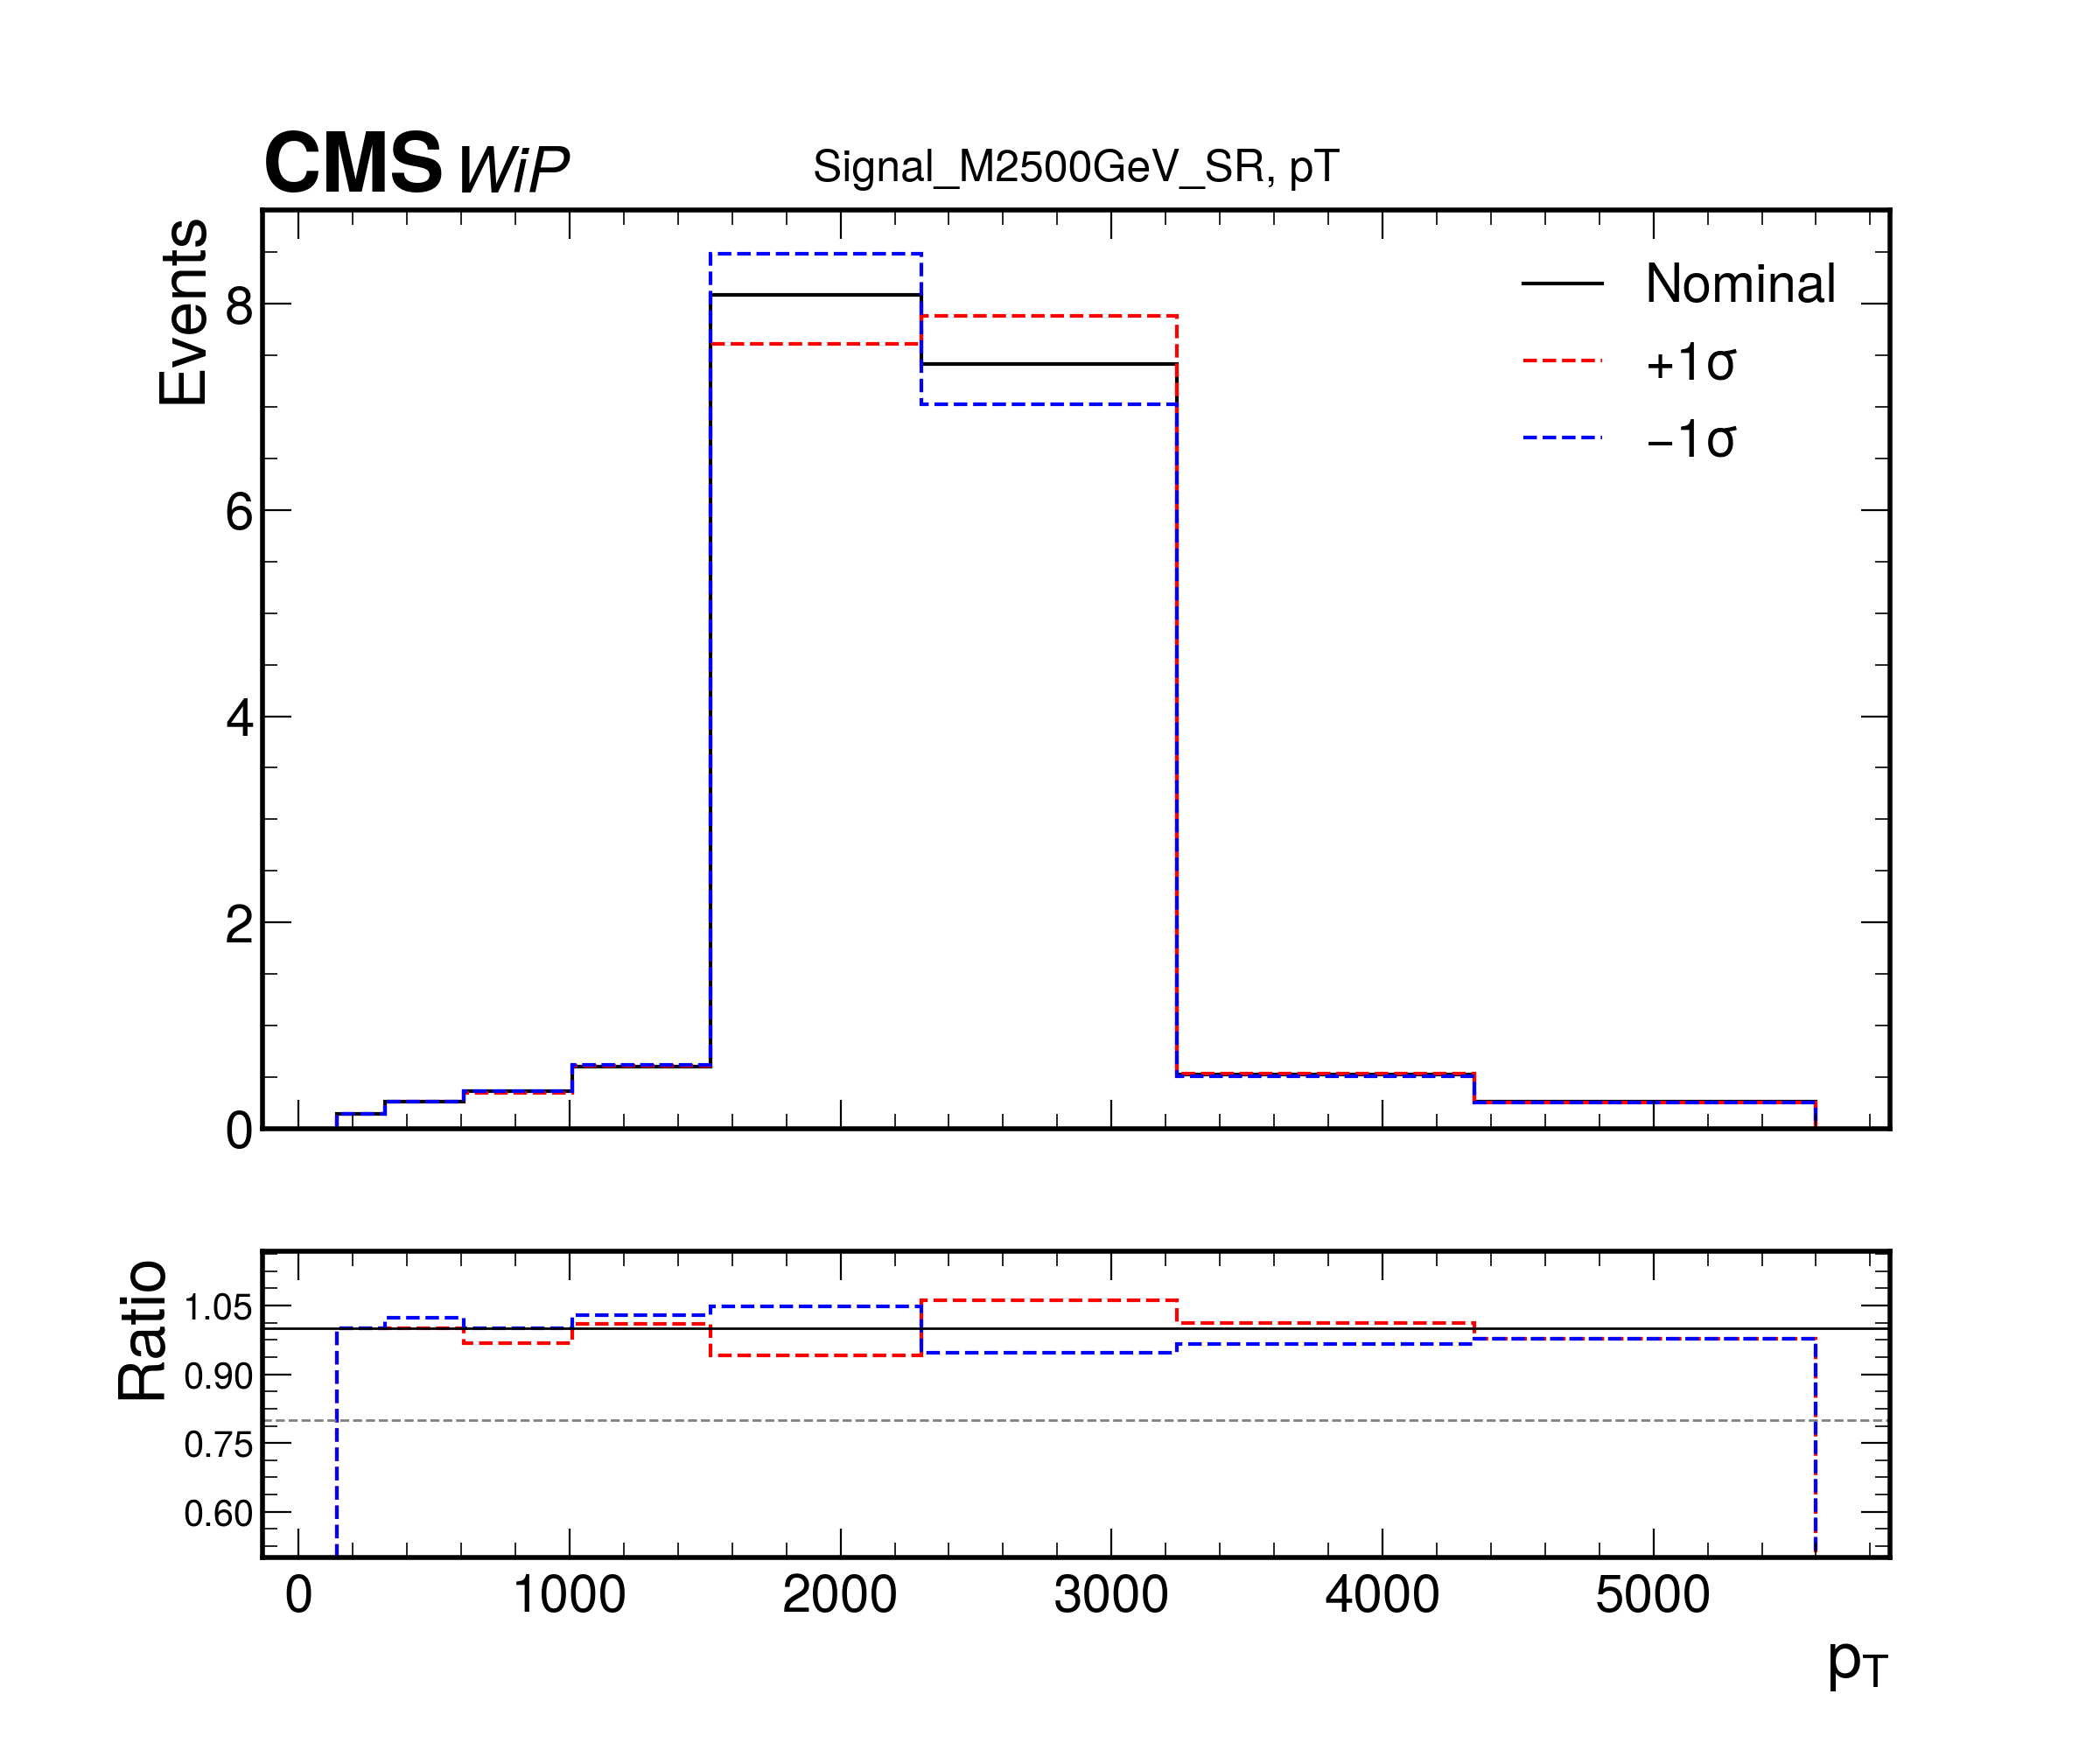 CMS WiP
Signal_M2500GeV_SR, pT
Events
8
6
4
2
0
Nominal
+1σ
−1σ
Ratio
1.05
0.90
0.75
0.60
0 1000 2000 3000 4000 5000
pT